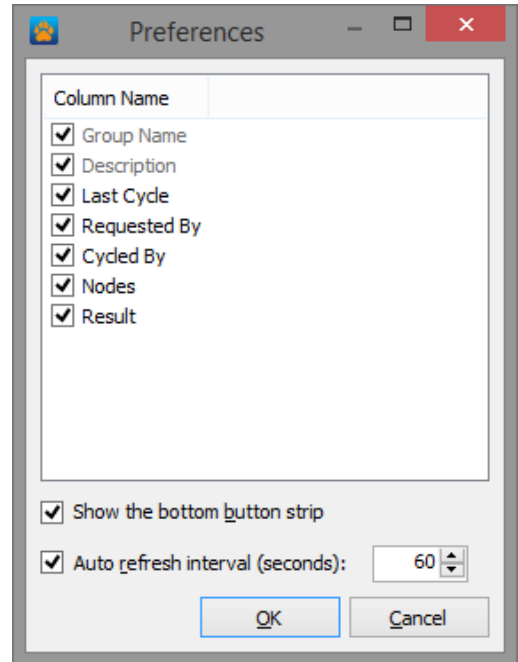 Preferences
Column Name
Group Name
Description
Last Cycle
Requested By
Cycled By
Nodes
Result
Show the bottom button strip
Auto refresh interval (seconds): 60
OK Cancel